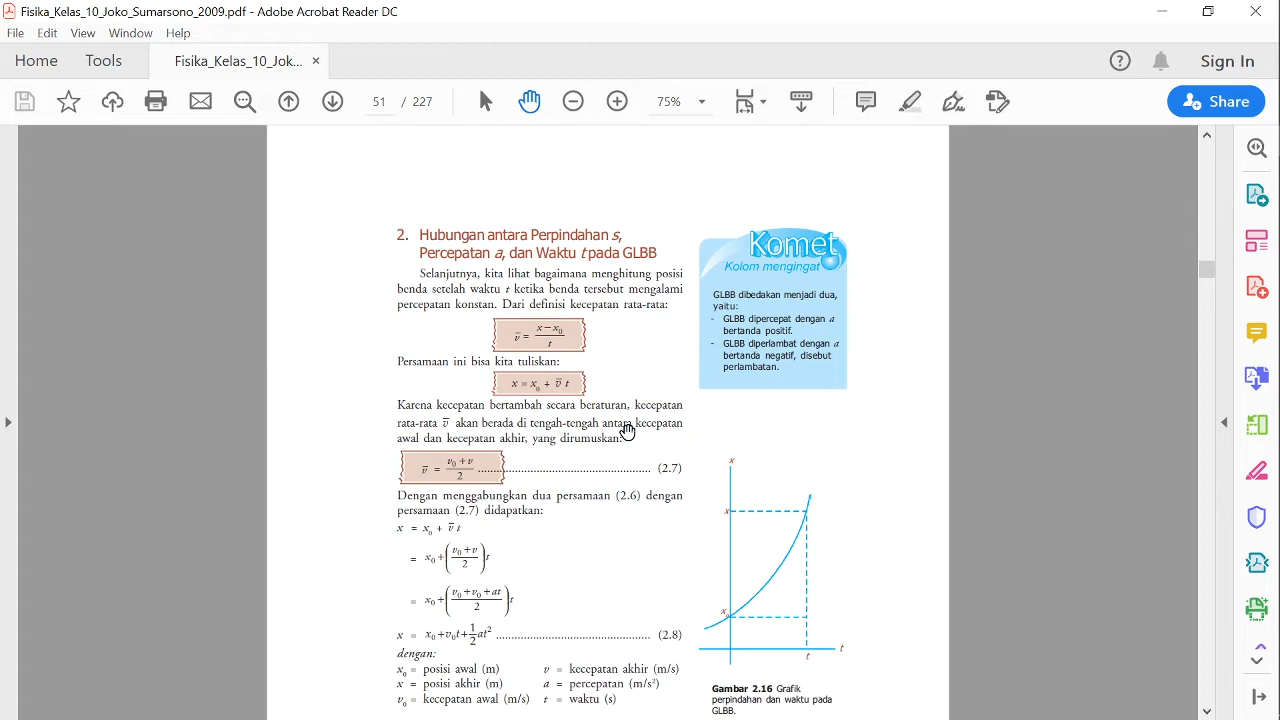 Fisika_Kelas_10_Joko_Sumarsono_2009.pdf - Adobe Acrobat Reader DC
File Edit View Window Help
Home Tools Fisika_Kelas_10_Jok... × Sign In
51 / 227 75% Share
2. Hubungan antara Perpindahan s,
Percepatan a, dan Waktu t pada GLBB
Selanjutnya, kita lihat bagaimana menghitung posisi
benda setelah waktu t ketika benda tersebut mengalami
percepatan konstan. Dari definisi kecepatan rata-rata:
v̄ = (x − x₀)/t
Persamaan ini bisa kita tuliskan:
x = x₀ + v̄ t
Karena kecepatan bertambah secara beraturan, kecepatan
rata-rata v̄ akan berada di tengah-tengah antara kecepatan
awal dan kecepatan akhir, yang dirumuskan:
v̄ = (v₀ + v)/2 .................................................. (2.7)
Dengan menggabungkan dua persamaan (2.6) dengan
persamaan (2.7) didapatkan:
x = x₀ + v̄ t
= x₀ + ((v₀ + v)/2) t
= x₀ + ((v₀ + v₀ + at)/2) t
x = x₀ + v₀t + 1/2 at² .................................................. (2.8)
dengan:
x₀ = posisi awal (m) v = kecepatan akhir (m/s)
x = posisi akhir (m) a = percepatan (m/s²)
v₀ = kecepatan awal (m/s) t = waktu (s)
Komet
Kolom mengingat
GLBB dibedakan menjadi dua,
yaitu:
- GLBB dipercepat dengan a
bertanda positif.
- GLBB diperlambat dengan a
bertanda negatif, disebut
perlambatan.
x
x
x₀
t
t
Gambar 2.16 Grafik
perpindahan dan waktu pada
GLBB.